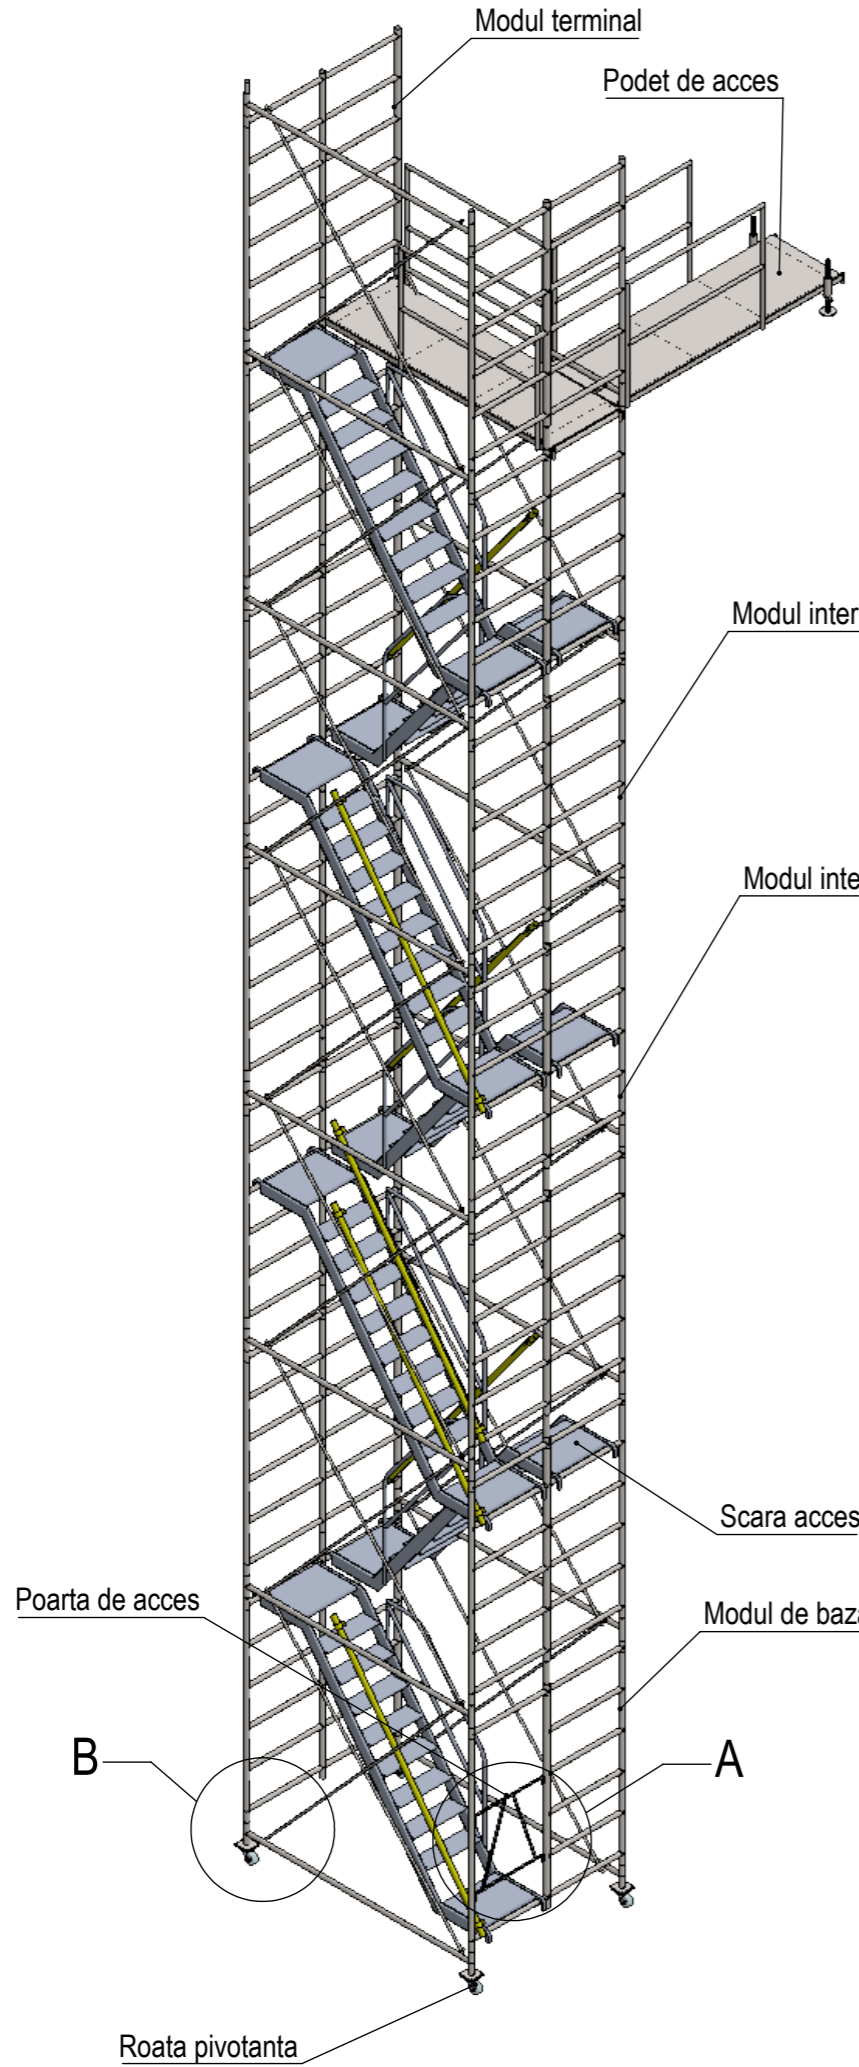 Modul terminal
Podet de acces
Modul inter
Modul inte
Scara acces
Poarta de acces
Modul de baza
B
A
Roata pivotanta